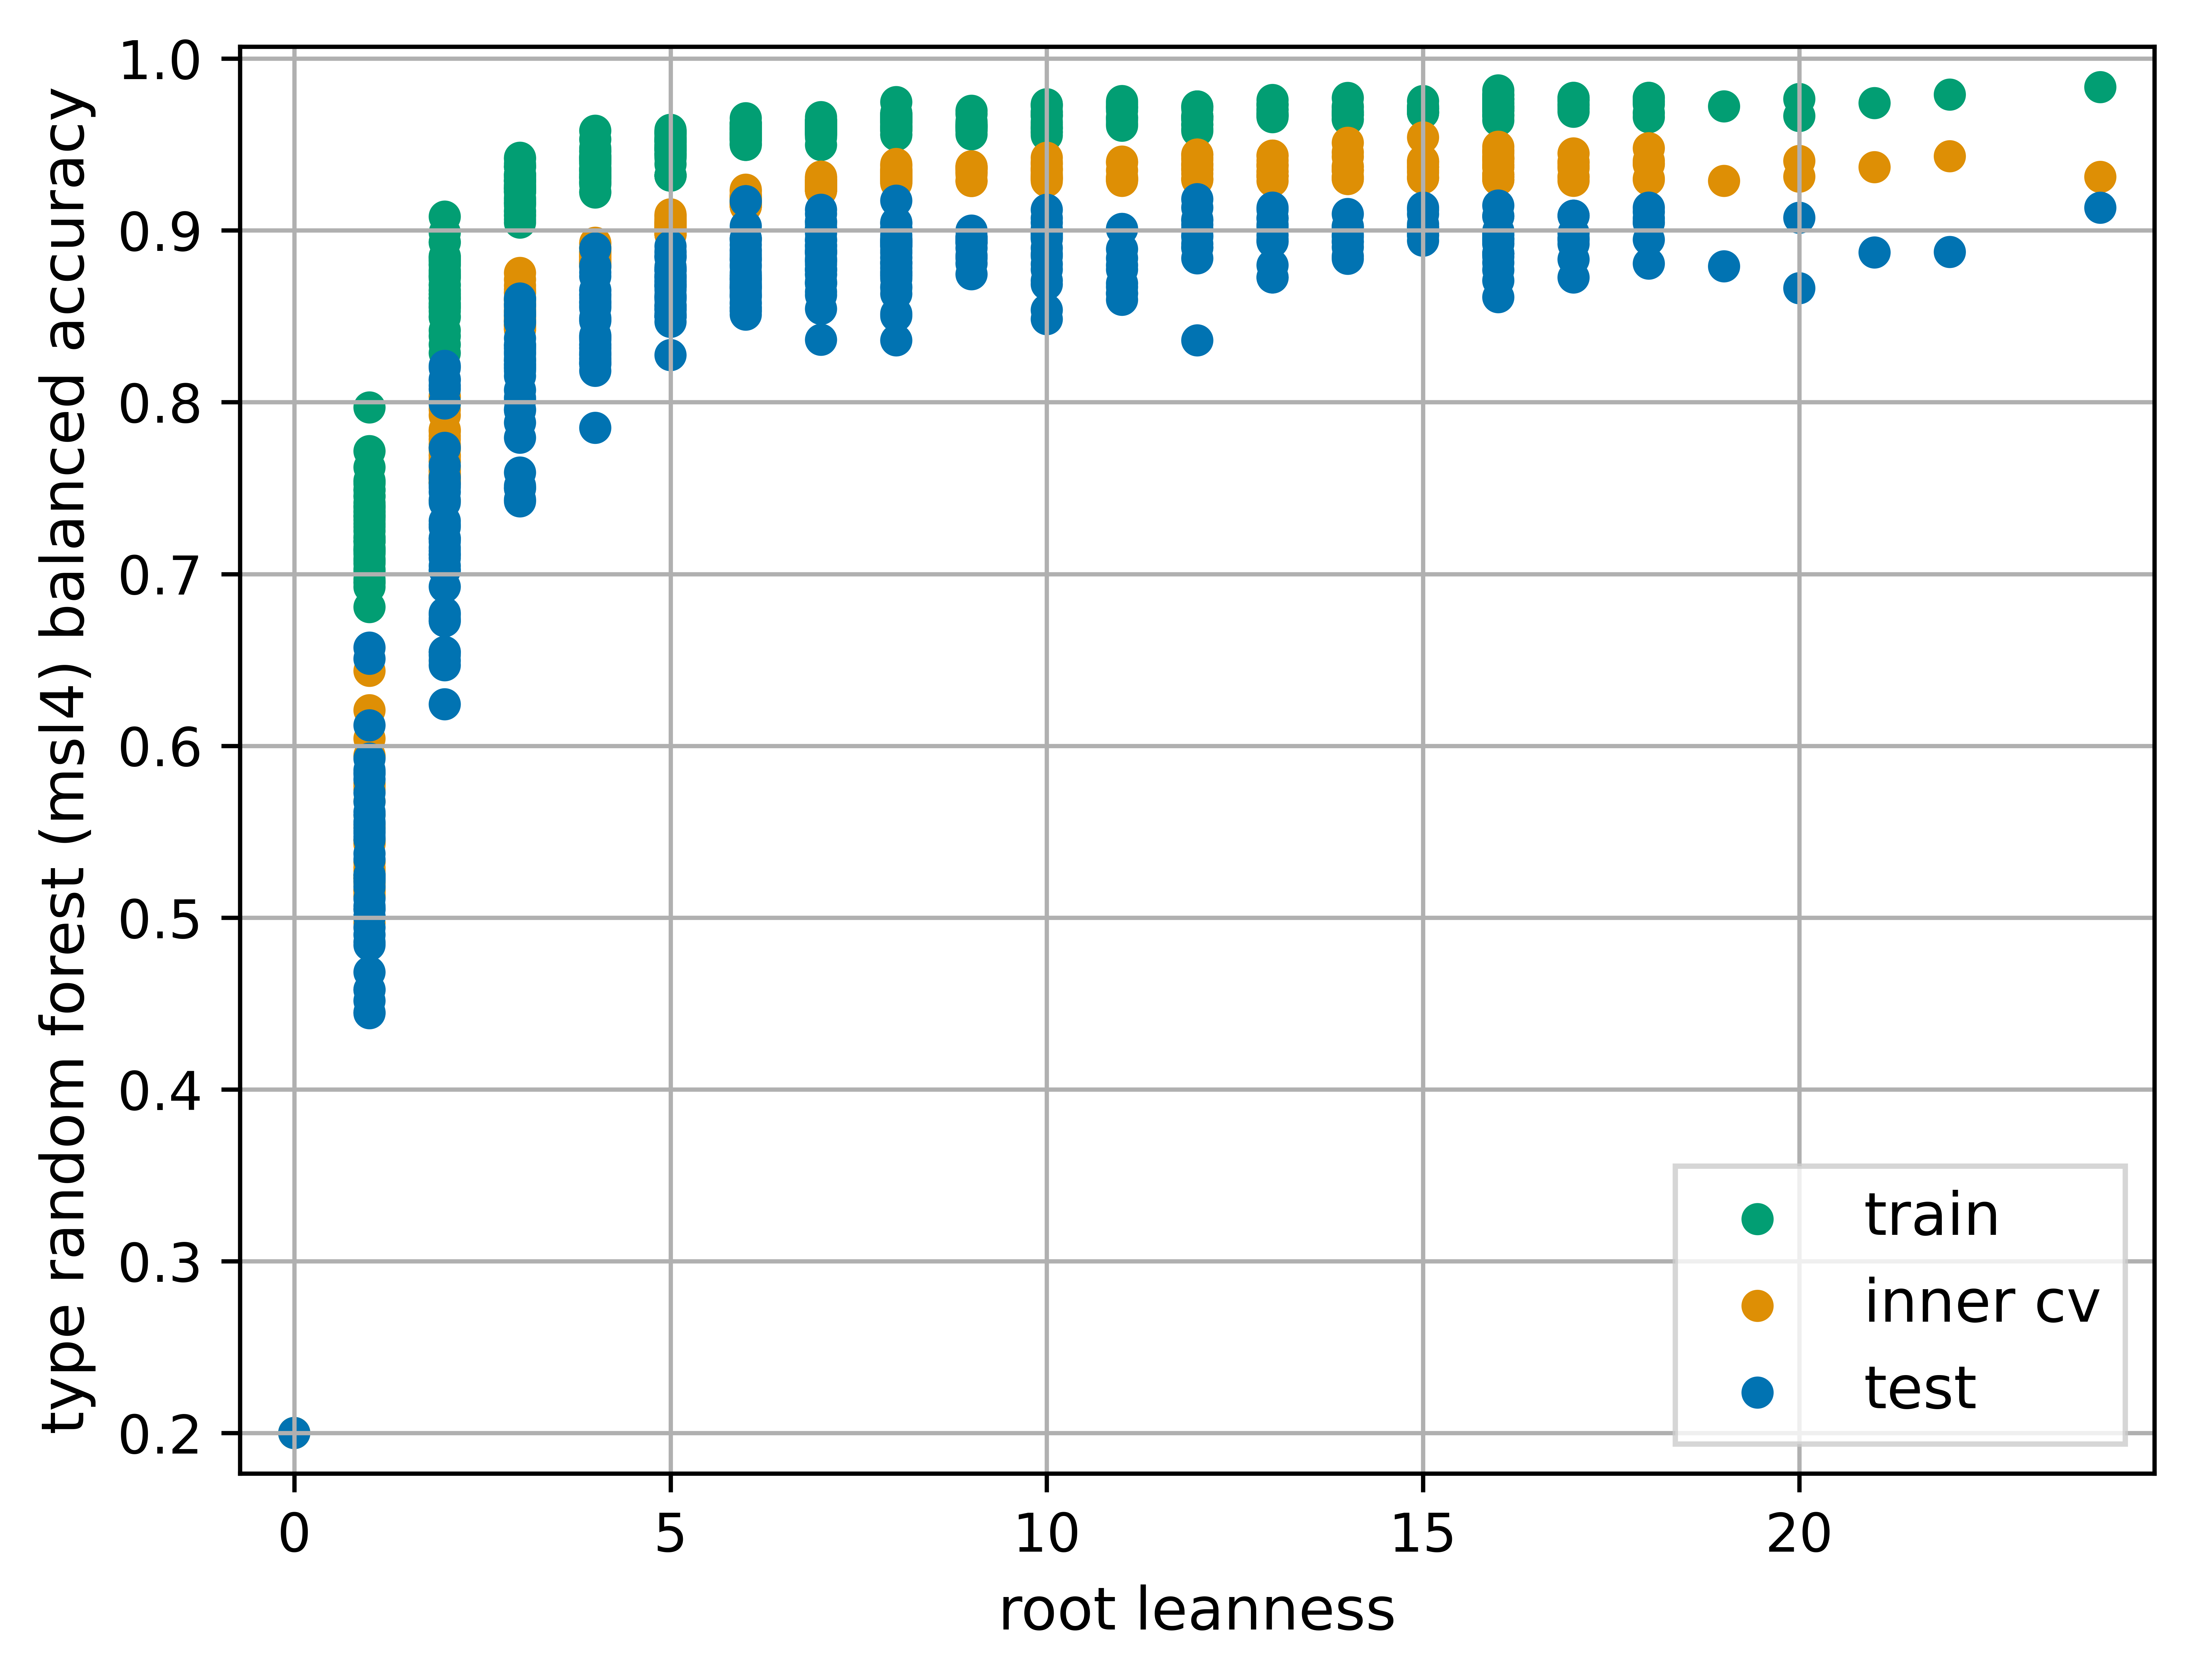 type random forest (msl4) balanced accuracy
1.0
0.9
0.8
0.7
0.6
0.5
0.4
0.3
0.2
train
inner cv
test
0 5 10 15 20
root leanness